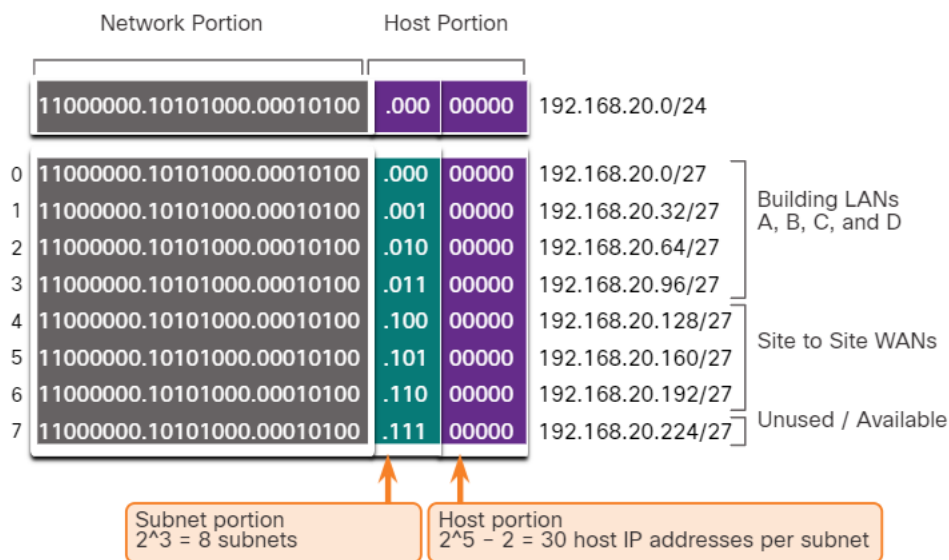 Network Portion Host Portion
11000000.10101000.00010100 .000 00000 192.168.20.0/24
0 11000000.10101000.00010100 .000 00000 192.168.20.0/27
1 11000000.10101000.00010100 .001 00000 192.168.20.32/27
2 11000000.10101000.00010100 .010 00000 192.168.20.64/27
3 11000000.10101000.00010100 .011 00000 192.168.20.96/27
Building LANs
A, B, C, and D
4 11000000.10101000.00010100 .100 00000 192.168.20.128/27
5 11000000.10101000.00010100 .101 00000 192.168.20.160/27
6 11000000.10101000.00010100 .110 00000 192.168.20.192/27
Site to Site WANs
7 11000000.10101000.00010100 .111 00000 192.168.20.224/27
Unused / Available
Subnet portion
2^3 = 8 subnets
Host portion
2^5 − 2 = 30 host IP addresses per subnet